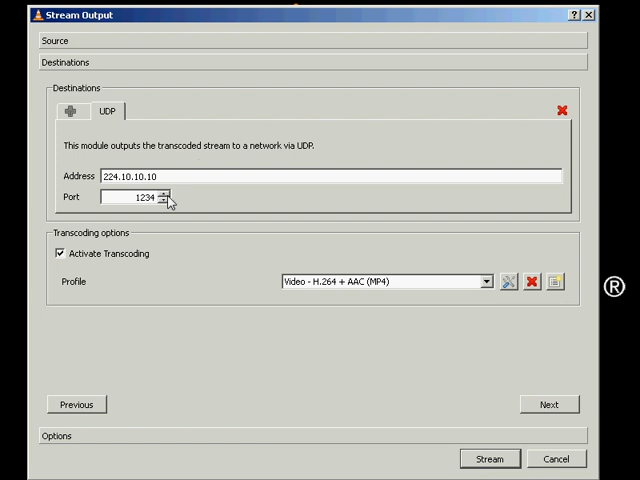 Stream Output
Source
Destinations
Destinations
UDP
This module outputs the transcoded stream to a network via UDP.
Address 224.10.10.10
Port 1234
Transcoding options
Activate Transcoding
Profile Video - H.264 + AAC (MP4)
®
Previous Next
Options
Stream Cancel